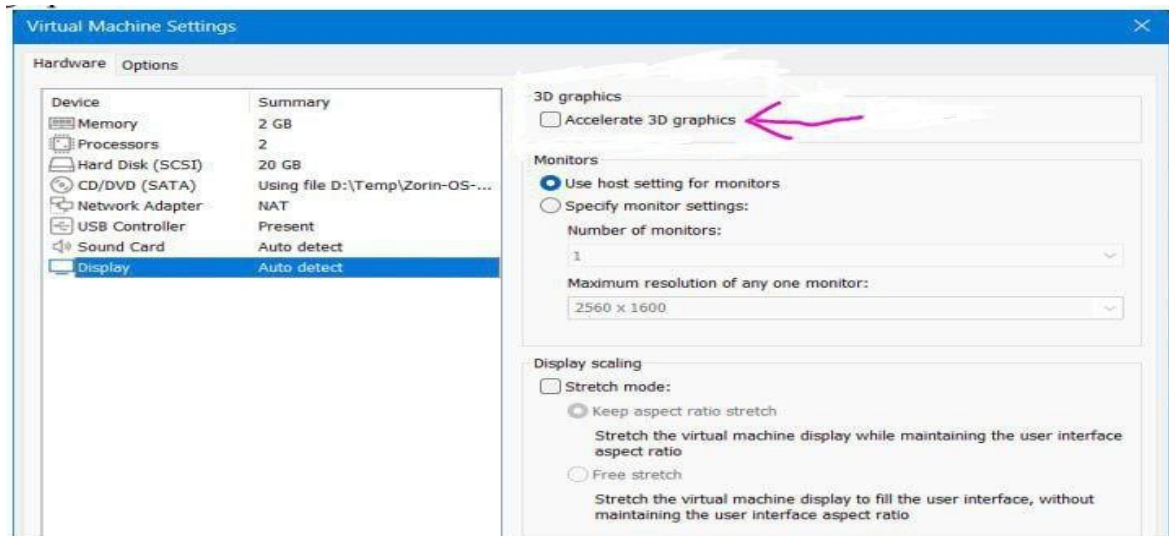 Virtual Machine Settings
Hardware Options
Device Summary
Memory 2 GB
Processors 2
Hard Disk (SCSI) 20 GB
CD/DVD (SATA) Using file D:\Temp\Zorin-OS-...
Network Adapter NAT
USB Controller Present
Sound Card Auto detect
Display Auto detect
3D graphics
Accelerate 3D graphics
Monitors
Use host setting for monitors
Specify monitor settings:
Number of monitors:
1
Maximum resolution of any one monitor:
2560 x 1600
Display scaling
Stretch mode:
Keep aspect ratio stretch
Stretch the virtual machine display while maintaining the user interface
aspect ratio
Free stretch
Stretch the virtual machine display to fill the user interface, without
maintaining the user interface aspect ratio